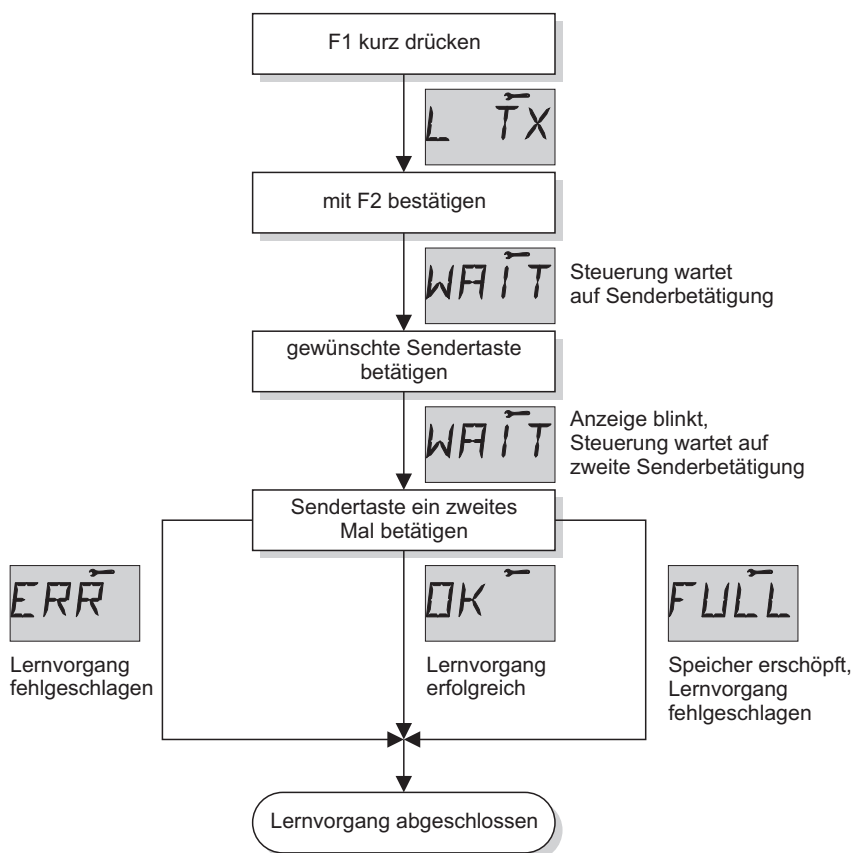 F1 kurz drücken
L TX
mit F2 bestätigen
WAIT
Steuerung wartet
auf Senderbetätigung
gewünschte Sendertaste
betätigen
WAIT
Anzeige blinkt,
Steuerung wartet auf
zweite Senderbetätigung
Sendertaste ein zweites
Mal betätigen
ERR
Lernvorgang
fehlgeschlagen
OK
Lernvorgang
erfolgreich
FULL
Speicher erschöpft,
Lernvorgang
fehlgeschlagen
Lernvorgang abgeschlossen